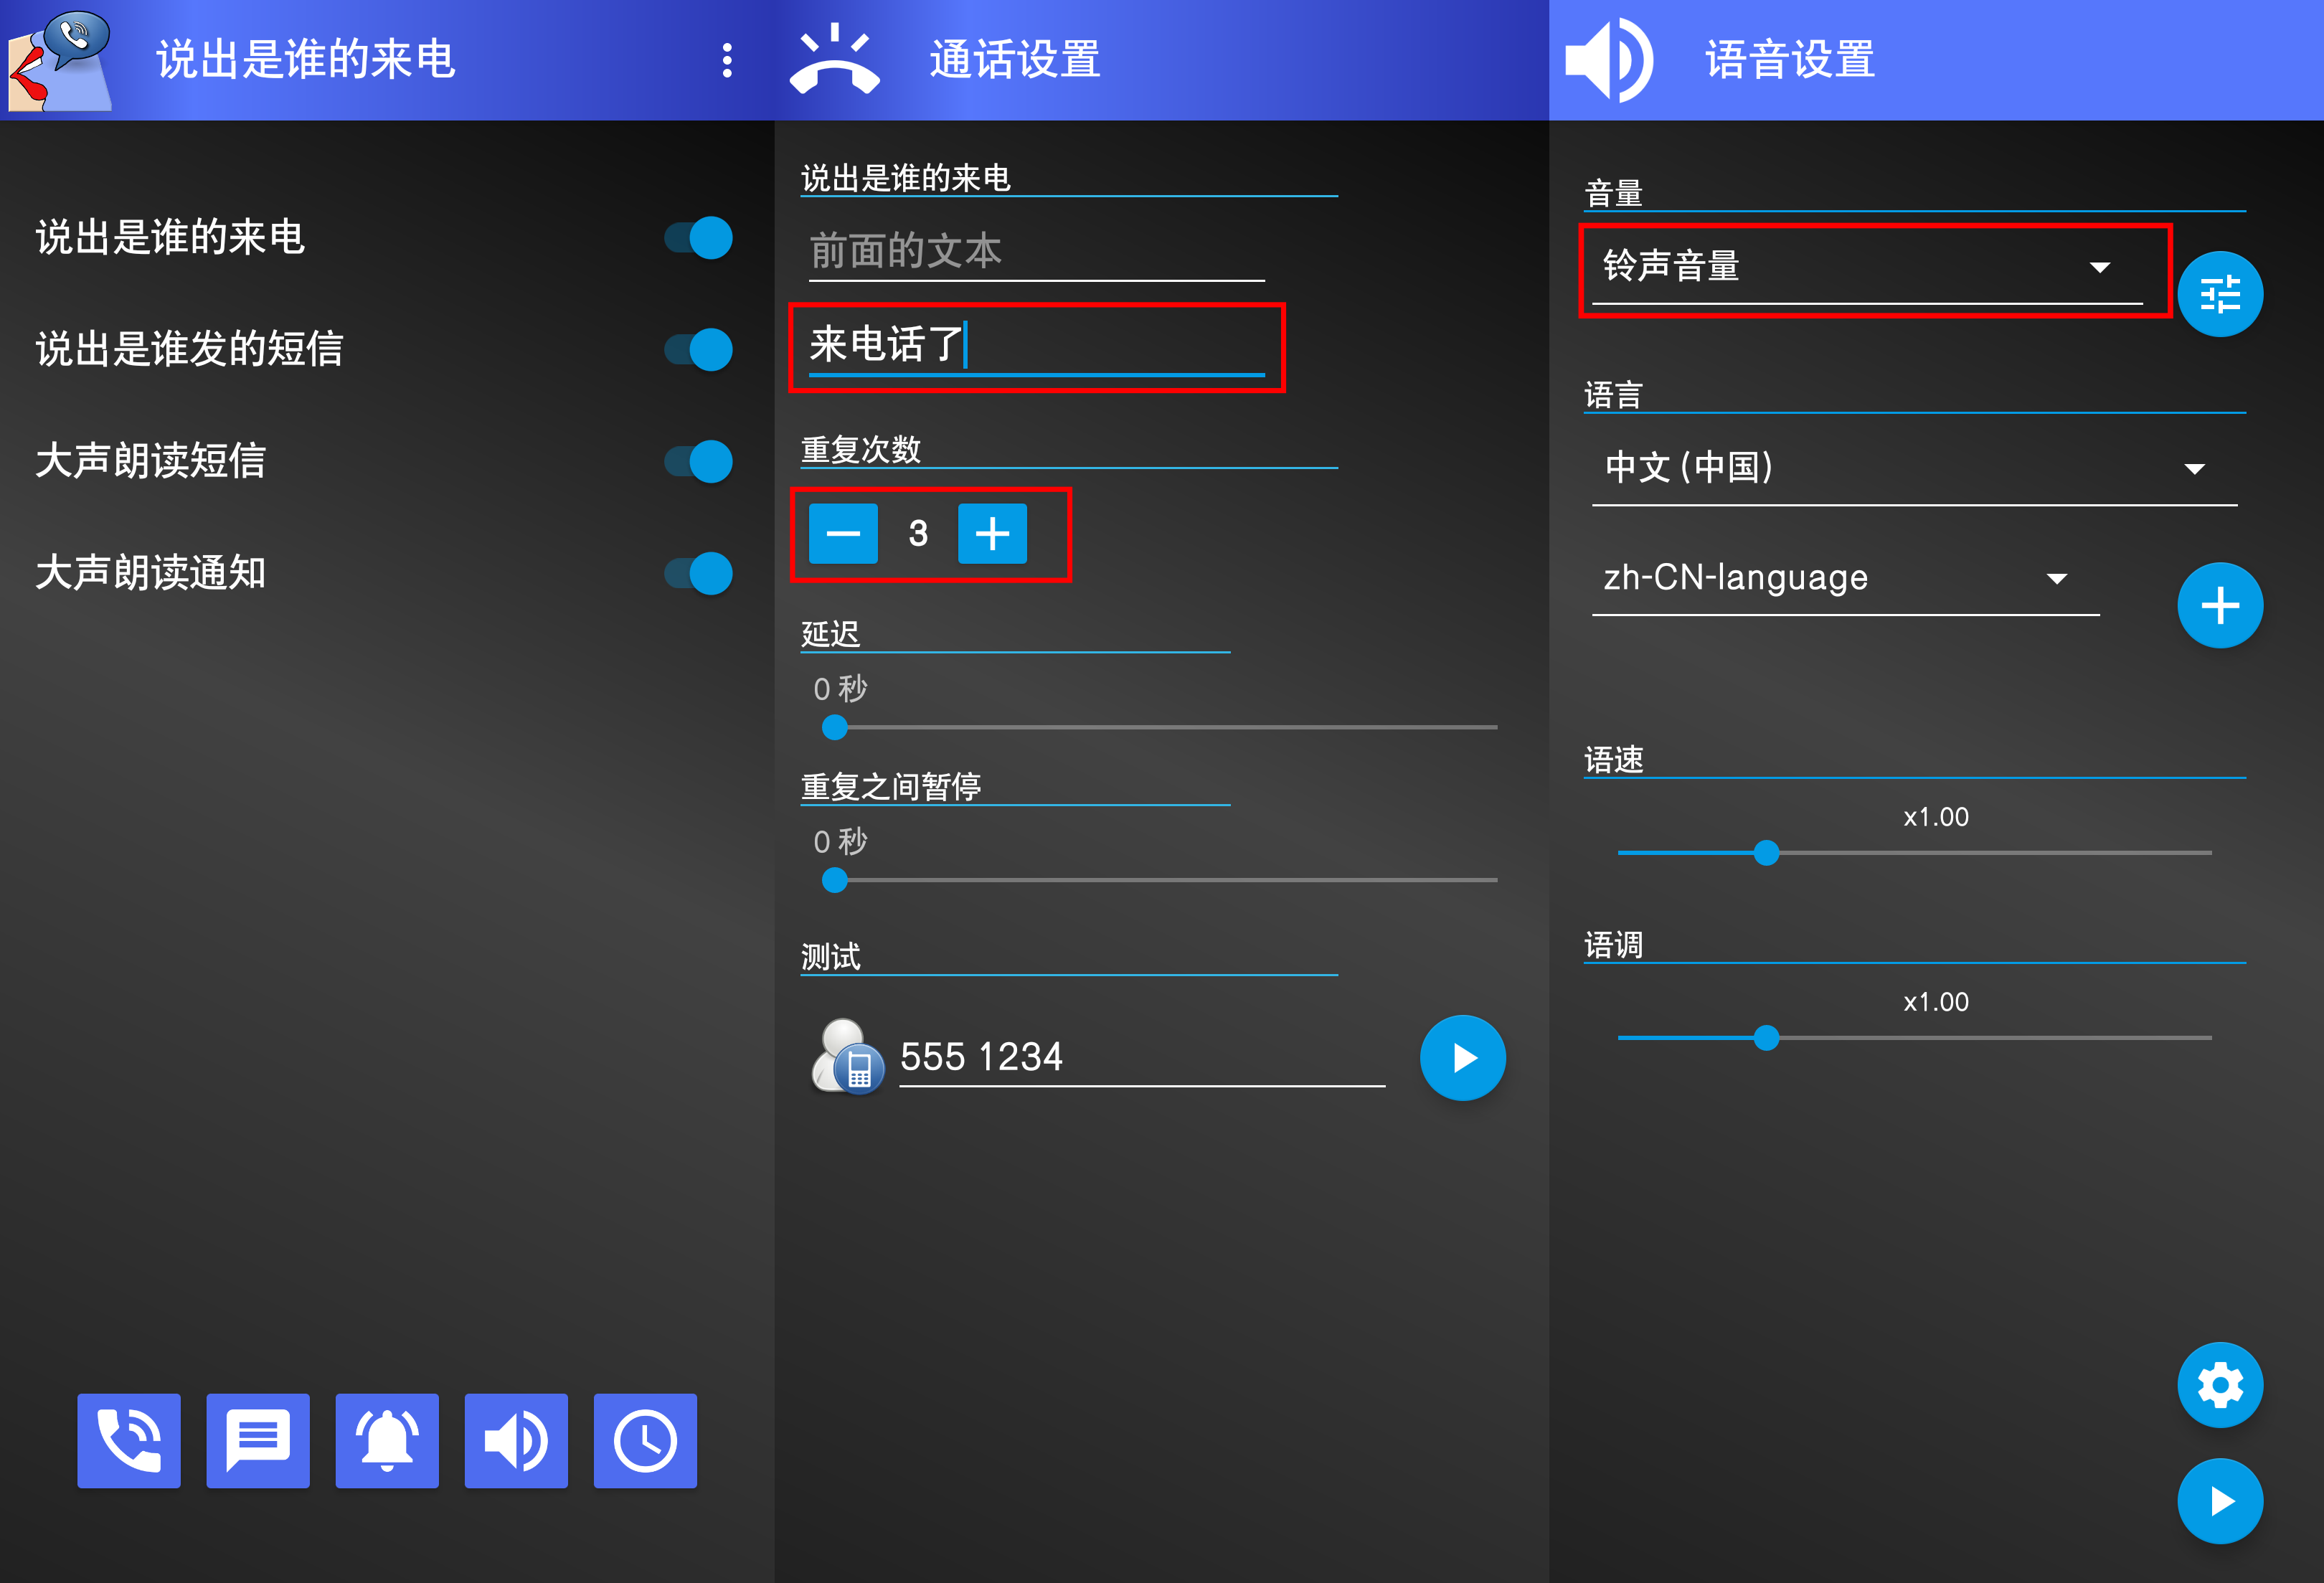 说出是谁的来电
说出是谁的来电
说出是谁发的短信
大声朗读短信
大声朗读通知
通话设置
说出是谁的来电
前面的文本
来电话了
重复次数
3
延迟
0 秒
重复之间暂停
0 秒
测试
555 1234
语音设置
音量
铃声音量
语言
中文 (中国)
zh-CN-language
语速
x1.00
语调
x1.00